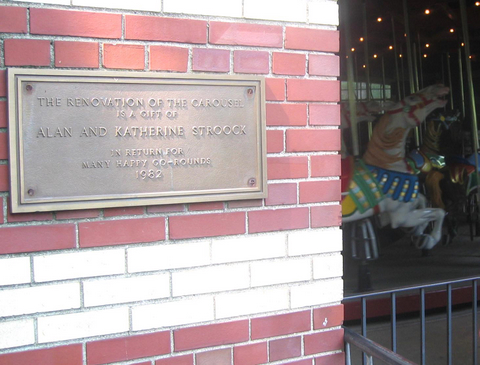 THE RENOVATION OF THE CAROUSEL
IS A GIFT OF
ALAN AND KATHERINE STROOCK
IN RETURN FOR
MANY HAPPY GO-ROUNDS
1982